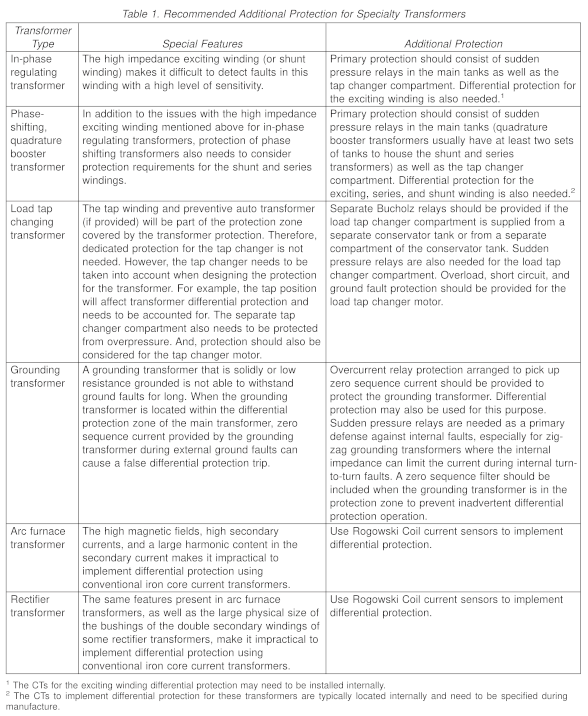 Table 1. Recommended Additional Protection for Specialty Transformers
Transformer
Type
Special Features
Additional Protection
In-phase
regulating
transformer
The high impedance exciting winding (or shunt
winding) makes it difficult to detect faults in this
winding with a high level of sensitivity.
Primary protection should consist of sudden
pressure relays in the main tanks as well as the
tap changer compartment. Differential protection for
the exciting winding is also needed.1
Phase-
shifting,
quadrature
booster
transformer
In addition to the issues with the high impedance
exciting winding mentioned above for in-phase
regulating transformers, protection of phase
shifting transformers also needs to consider
protection requirements for the shunt and series
windings.
Primary protection should consist of sudden
pressure relays in the main tanks (quadrature
booster transformers usually have at least two sets
of tanks to house the shunt and series
transformers) as well as the tap changer
compartment. Differential protection for the
exciting, series, and shunt winding is also needed.2
Load tap
changing
transformer
The tap winding and preventive auto transformer
(if provided) will be part of the protection zone
covered by the transformer protection. Therefore,
dedicated protection for the tap changer is not
needed. However, the tap changer needs to be
taken into account when designing the protection
for the transformer. For example, the tap position
will affect transformer differential protection and
needs to be accounted for. The separate tap
changer compartment also needs to be protected
from overpressure. And, protection should also be
considered for the tap changer motor.
Separate Bucholz relays should be provided if the
load tap changer compartment is supplied from a
separate conservator tank or from a separate
compartment of the conservator tank. Sudden
pressure relays are also needed for the load tap
changer compartment. Overload, short circuit, and
ground fault protection should be provided for the
load tap changer motor.
Grounding
transformer
A grounding transformer that is solidly or low
resistance grounded is not able to withstand
ground faults for long. When the grounding
transformer is located within the differential
protection zone of the main transformer, zero
sequence current provided by the grounding
transformer during external ground faults can
cause a false differential protection trip.
Overcurrent relay protection arranged to pick up
zero sequence current should be provided to
protect the grounding transformer. Differential
protection may also be used for this purpose.
Sudden pressure relays are needed as a primary
defense against internal faults, especially for zig-
zag grounding transformers where the internal
impedance can limit the current during internal turn-
to-turn faults. A zero sequence filter should be
included when the grounding transformer is in the
protection zone to prevent inadvertent differential
protection operation.
Arc furnace
transformer
The high magnetic fields, high secondary
currents, and a large harmonic content in the
secondary current makes it impractical to
implement differential protection using
conventional iron core current transformers.
Use Rogowski Coil current sensors to implement
differential protection.
Rectifier
transformer
The same features present in arc furnace
transformers, as well as the large physical size of
the bushings of the double secondary windings of
some rectifier transformers, make it impractical to
implement differential protection using
conventional iron core current transformers.
Use Rogowski Coil current sensors to implement
differential protection.
1 The CTs for the exciting winding differential protection may need to be installed internally.
2 The CTs to implement differential protection for these transformers are typically located internally and need to be specified during
manufacture.